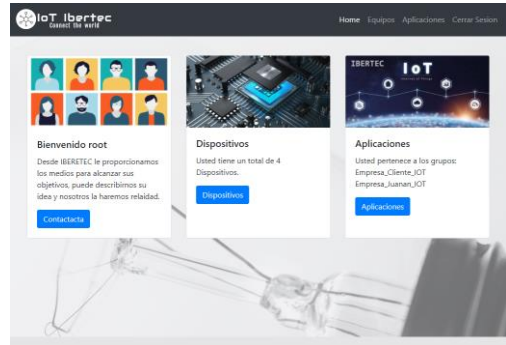 IoT Ibertec
Connect the world
Home Equipos Aplicaciones Cerrar Sesion
Bienvenido root
Desde IBERETEC le proporcionamos
los medios para alcanzar sus
objetivos, puede describirnos su
idea y nosotros la haremos relaidad.
Contactacta
Dispositivos
Usted tiene un total de 4
Dispositivos.
Dispositivos
IBERTEC
IoT
Aplicaciones
Usted pertenece a los grupos:
Empresa_Cliente_IOT
Empresa_Juanan_IOT
Aplicaciones